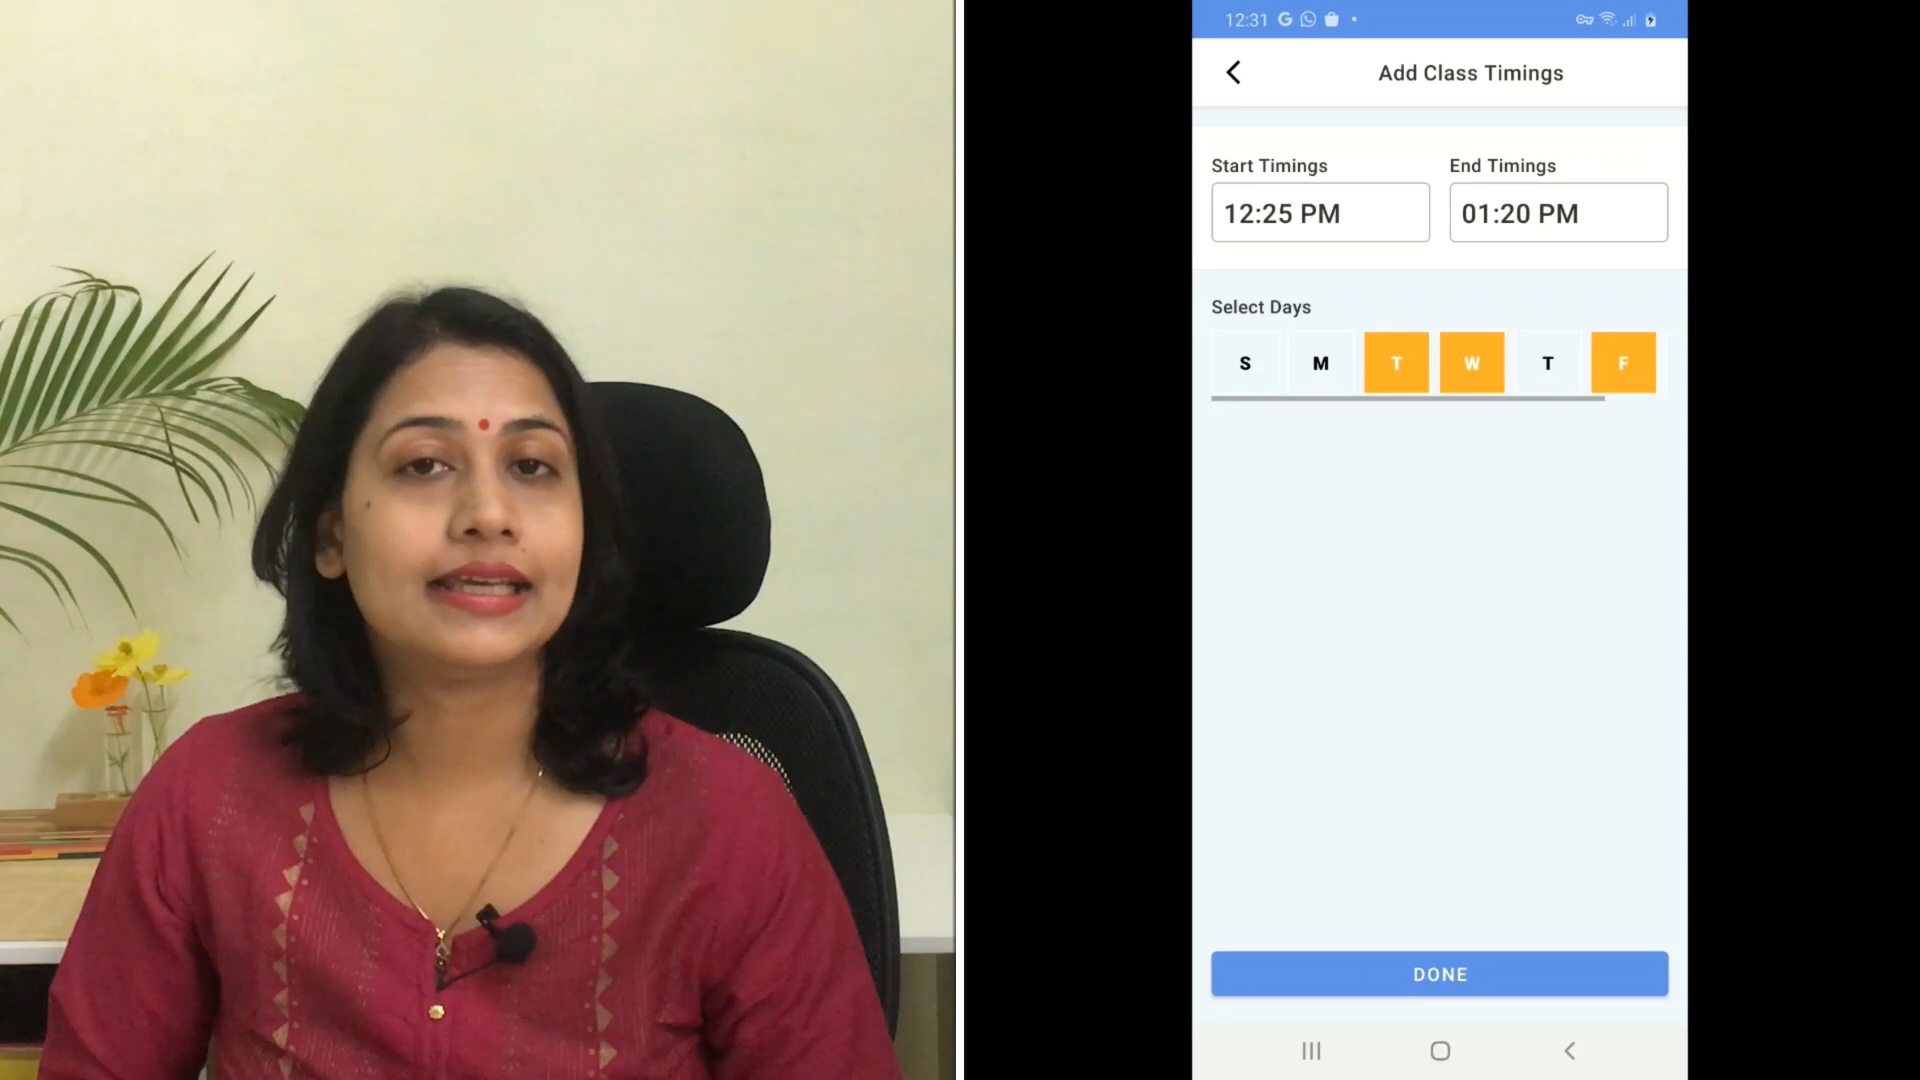 12:31
Add Class Timings
Start Timings
End Timings
12:25 PM
01:20 PM
Select Days
S M T W T F
DONE